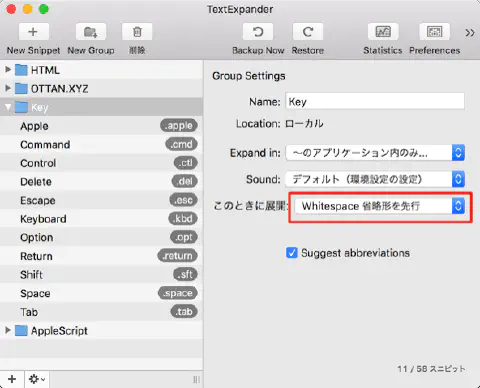 TextExpander
New Snippet
New Group
削除
Backup Now
Restore
Statistics
Preferences
HTML
OTTAN.XYZ
Key
Apple .apple
Command .cmd
Control .ctl
Delete .del
Escape .esc
Keyboard .kbd
Option .opt
Return .return
Shift .sft
Space .space
Tab .tab
AppleScript
Group Settings
Name: Key
Location: ローカル
Expand in: 〜のアプリケーション内のみ...
Sound: デフォルト（環境設定の設定）
このときに展開: Whitespace 省略形を先行
Suggest abbreviations
11 / 58 スニペット